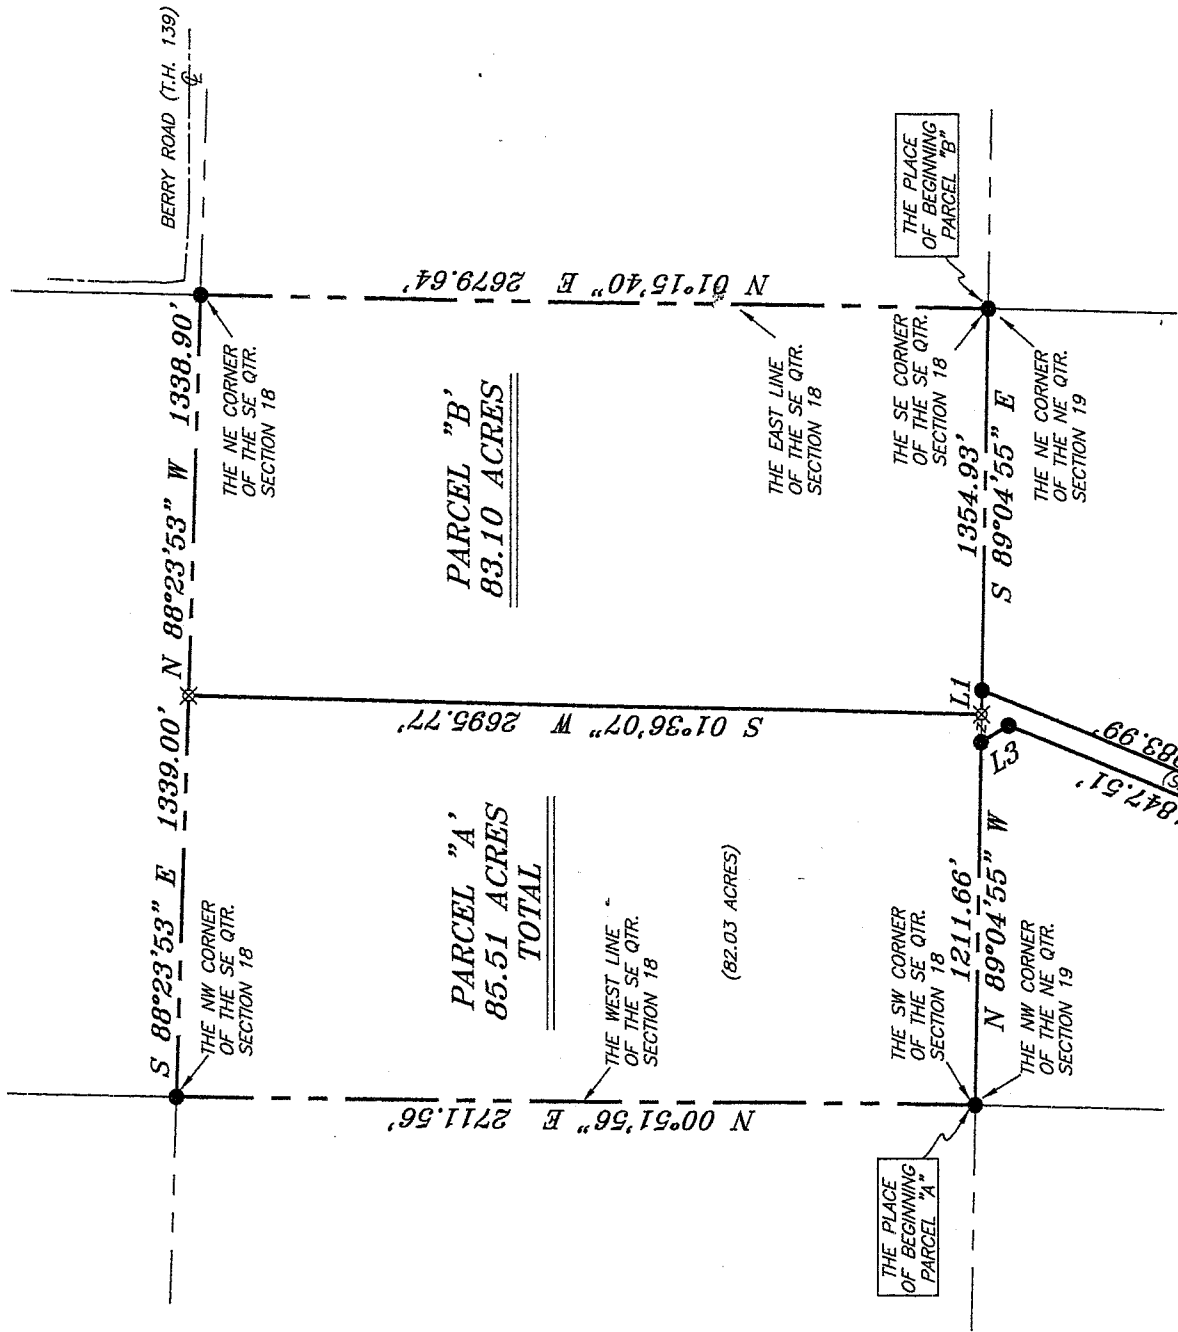 BERRY ROAD (T.H. 139)
℄
S 88°23'53" E 1339.00'
N 88°23'53" W 1338.90'
THE NW CORNER
OF THE SE QTR.
SECTION 18
THE NE CORNER
OF THE SE QTR.
SECTION 18
N 00°51'56" E 2711.56'
S 01°36'07" W 2695.77'
N 01°15'40" E 2679.64'
PARCEL "A'
85.51 ACRES
TOTAL
PARCEL "B'
83.10 ACRES
THE WEST LINE
OF THE SE QTR.
SECTION 18
(82.03 ACRES)
THE EAST LINE
OF THE SE QTR.
SECTION 18
THE PLACE
OF BEGINNING
PARCEL "A"
THE SW CORNER
OF THE SE QTR.
SECTION 18
1211.66'
N 89°04'55" W
THE NW CORNER
OF THE NE QTR.
SECTION 19
L1
L3
1354.93'
S 89°04'55" E
THE SE CORNER
OF THE SE QTR.
SECTION 18
THE NE CORNER
OF THE NE QTR.
SECTION 19
THE PLACE
OF BEGINNING
PARCEL "B"
847.51'
983.99'